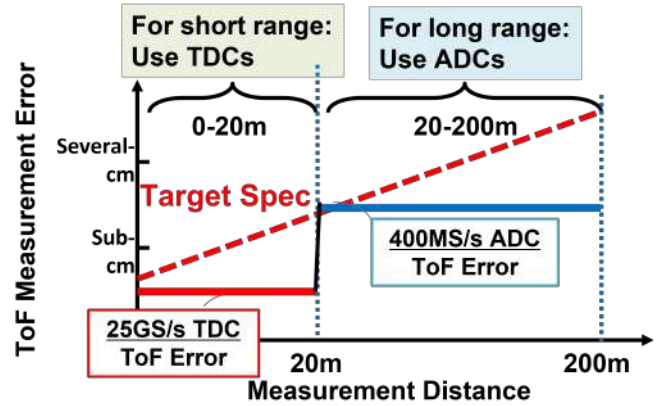 For short range:
Use TDCs
For long range:
Use ADCs
0-20m
20-200m
ToF Measurement Error
Several-
cm
Sub-
cm
Target Spec
400MS/s ADC
ToF Error
25GS/s TDC
ToF Error
20m
200m
Measurement Distance